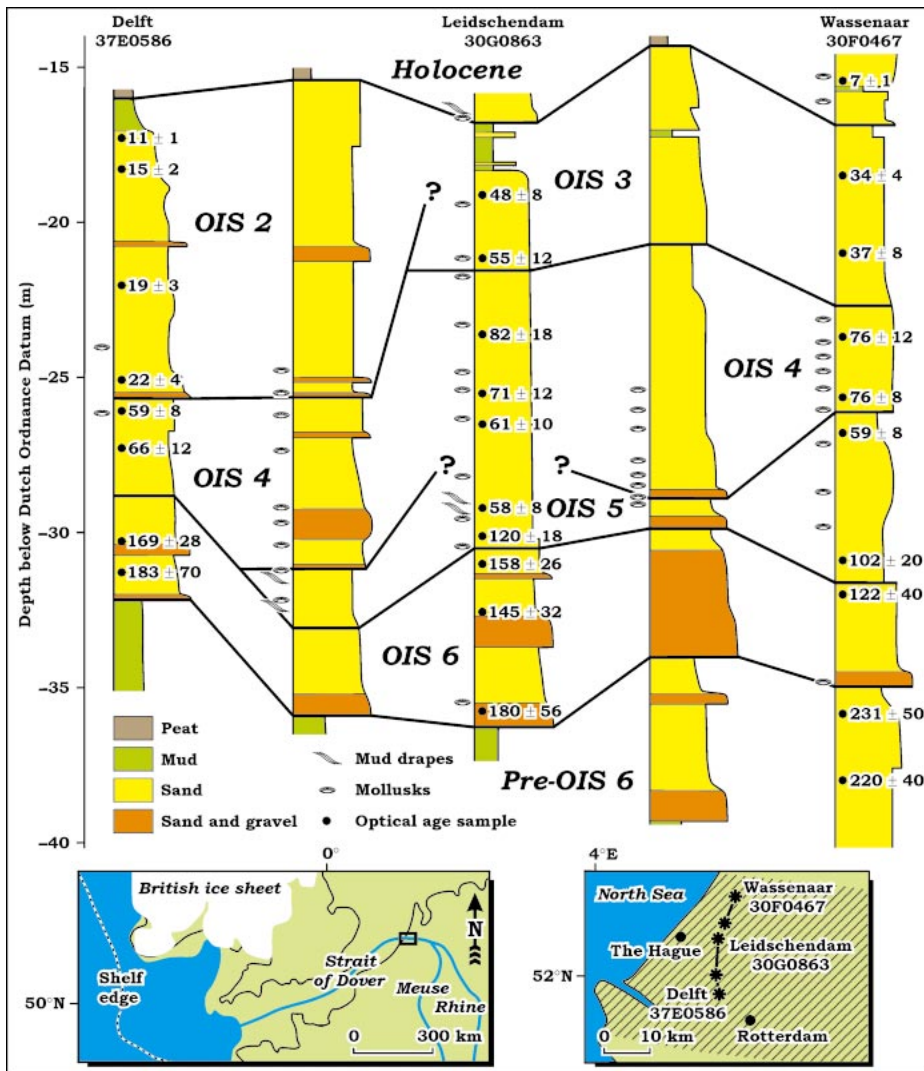 Delft
37E0586
Leidschendam
30G0863
Wassenaar
30F0467
Depth below Dutch Ordnance Datum (m)
−15
−20
−25
−30
−35
−40
Holocene
OIS 2
OIS 3
OIS 4
OIS 4
OIS 5
OIS 6
Pre-OIS 6
?
?
?
11 ± 1
15 ± 2
19 ± 3
22 ± 4
59 ± 8
66 ± 12
169 ± 28
183 ± 70
48 ± 8
55 ± 12
82 ± 18
71 ± 12
61 ± 10
58 ± 8
120 ± 18
158 ± 26
145 ± 32
180 ± 56
7 ± 1
34 ± 4
37 ± 8
76 ± 12
76 ± 8
59 ± 8
102 ± 20
122 ± 40
231 ± 50
220 ± 40
Peat
Mud
Sand
Sand and gravel
Mud drapes
Mollusks
Optical age sample
0°
British ice sheet
N
Shelf
edge
Strait
of Dover
Meuse
Rhine
50°N
0 300 km
4°E
North Sea
Wassenaar
30F0467
The Hague
Leidschendam
30G0863
52°N
Delft
37E0586
Rotterdam
0 10 km